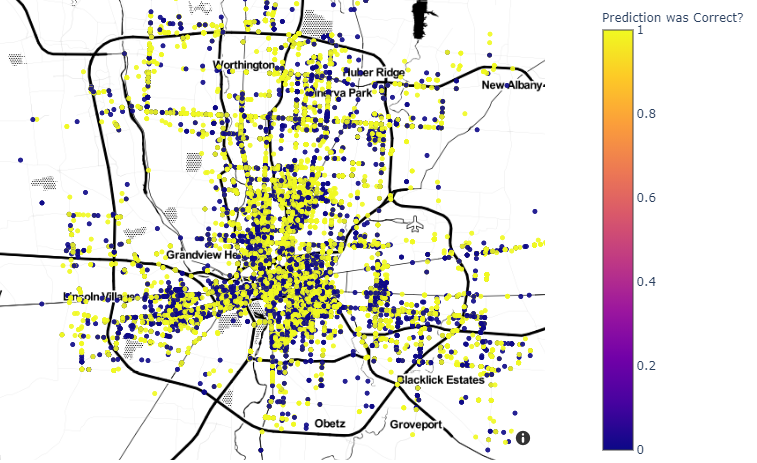 Prediction was Correct?
1
0.8
0.6
0.4
0.2
0
Worthington
Huber Ridge
New Albany
Minerva Park
Grandview He
Lincoln Village
Blacklick Estates
Obetz
Groveport
i